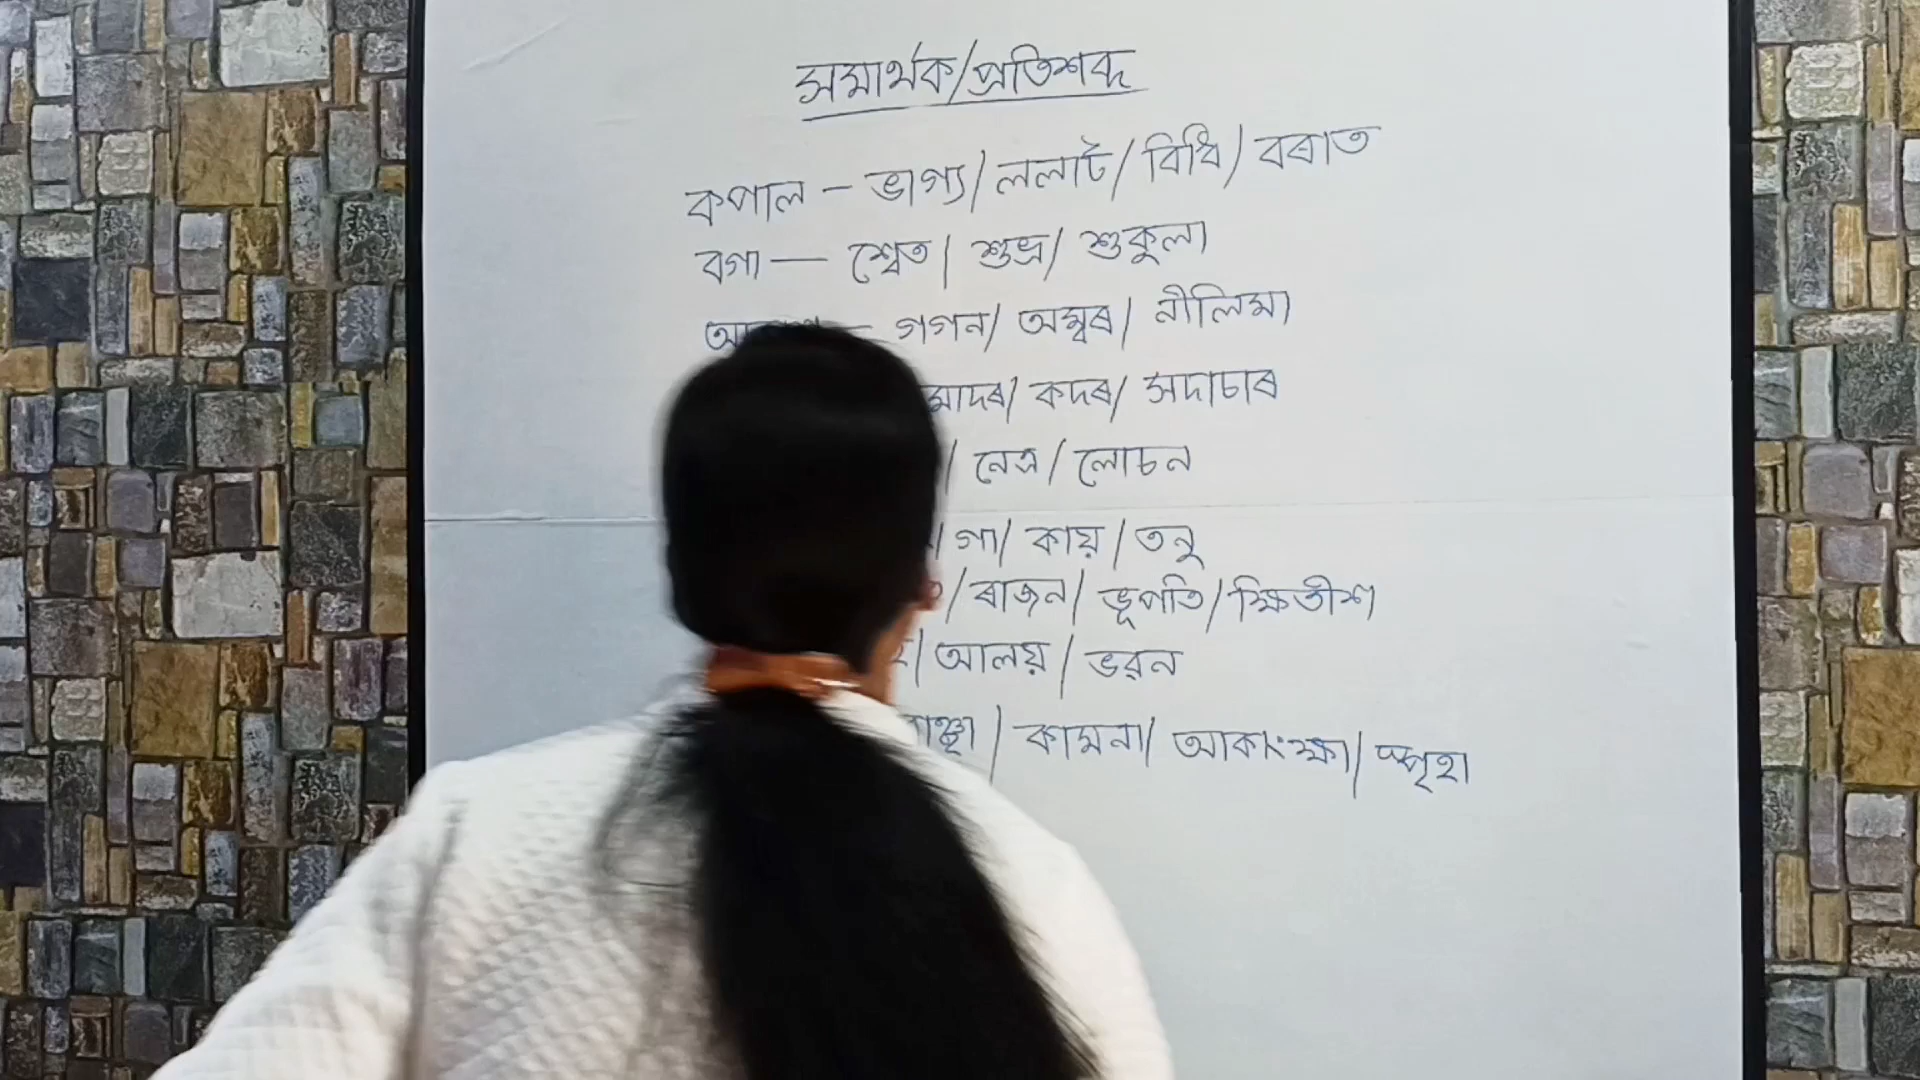 সমাৰ্থক/প্ৰতিশব্দ
কপাল – ভাগ্য/ ললাট/ বিধি/ বৰাত
বগা — শ্বেত/ শুভ্ৰ/ শুকুলা
— গগন/ অম্বৰ/ নীলিমা
কদৰ/ সদাচাৰ
/ নেত্ৰ/ লোচন
/ গা/ কায়/ তনু
/ ৰাজন/ ভূপতি/ ক্ষিতীশ
/ আলয়/ ভৱন
/ কামনা/ আকাংক্ষা/ স্পৃহা